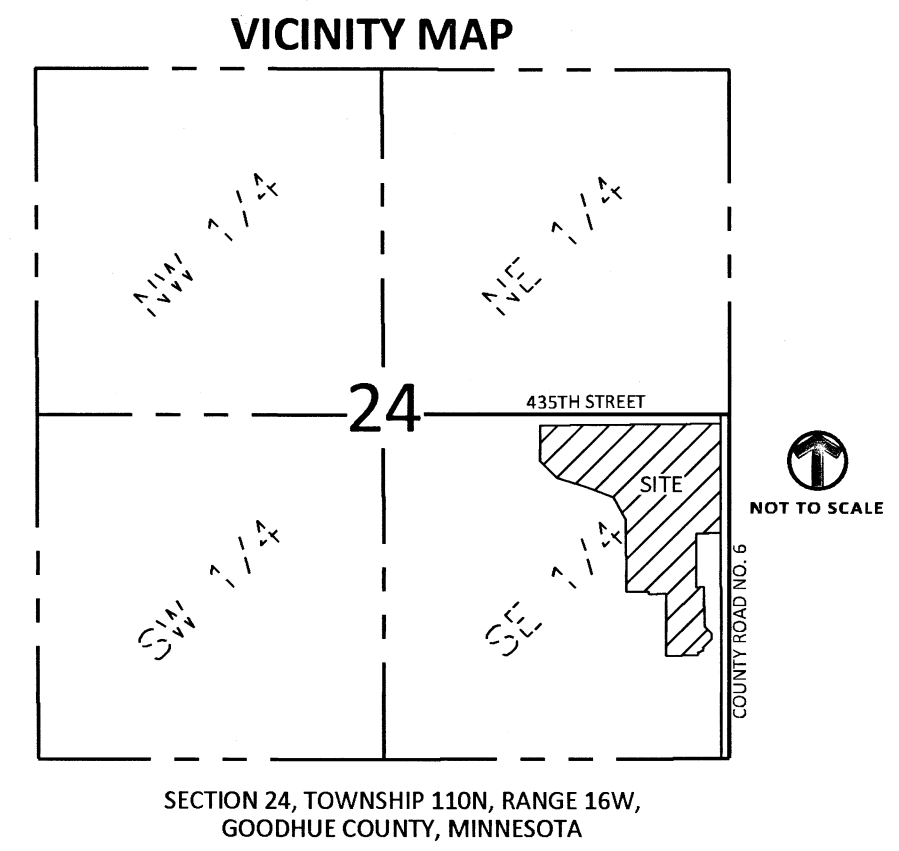 VICINITY MAP
NW 1/4
NE 1/4
24
435TH STREET
SITE
NOT TO SCALE
SW 1/4
SE 1/4
COUNTY ROAD NO. 6
SECTION 24, TOWNSHIP 110N, RANGE 16W,
GOODHUE COUNTY, MINNESOTA